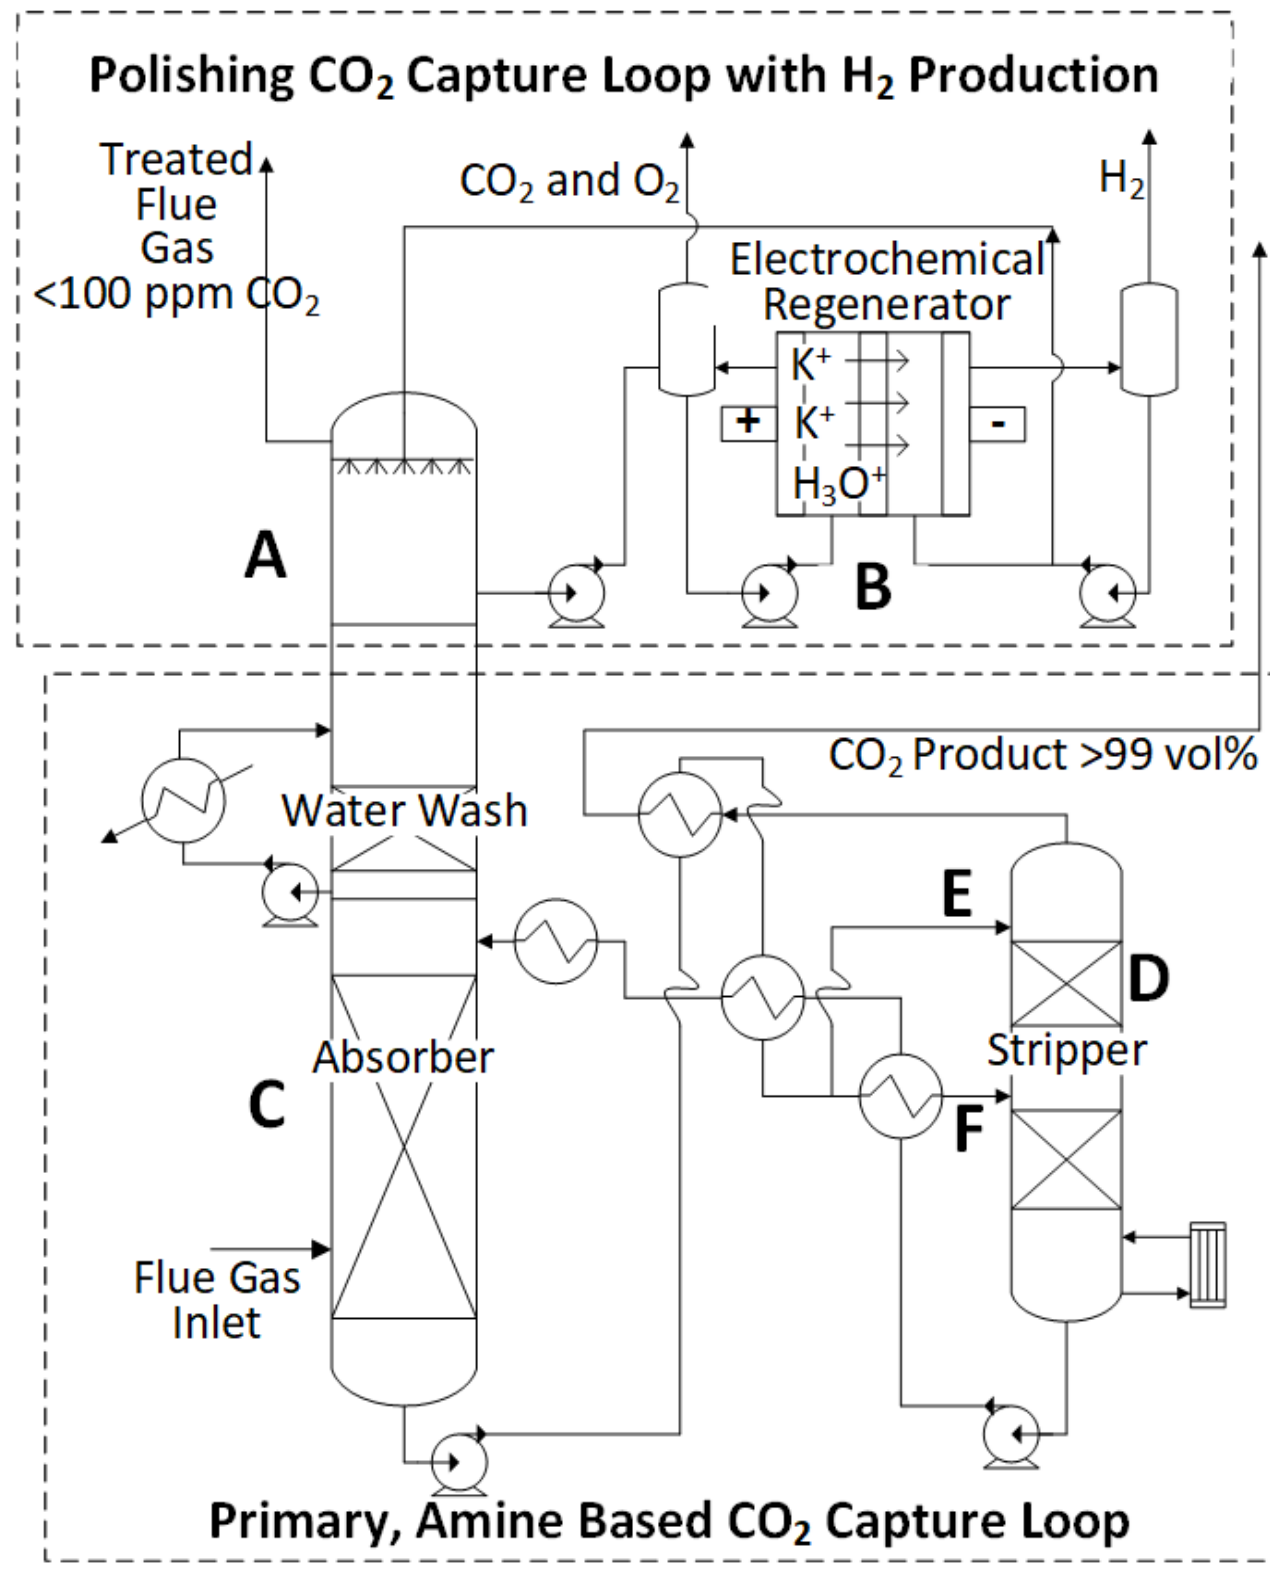 Polishing CO₂ Capture Loop with H₂ Production
Treated
Flue
Gas
<100 ppm CO₂
CO₂ and O₂
H₂
Electrochemical
Regenerator
K⁺
+
K⁺
-
H₃O⁺
A
B
CO₂ Product >99 vol%
Water Wash
E
D
Absorber
Stripper
C
F
Flue Gas
Inlet
Primary, Amine Based CO₂ Capture Loop